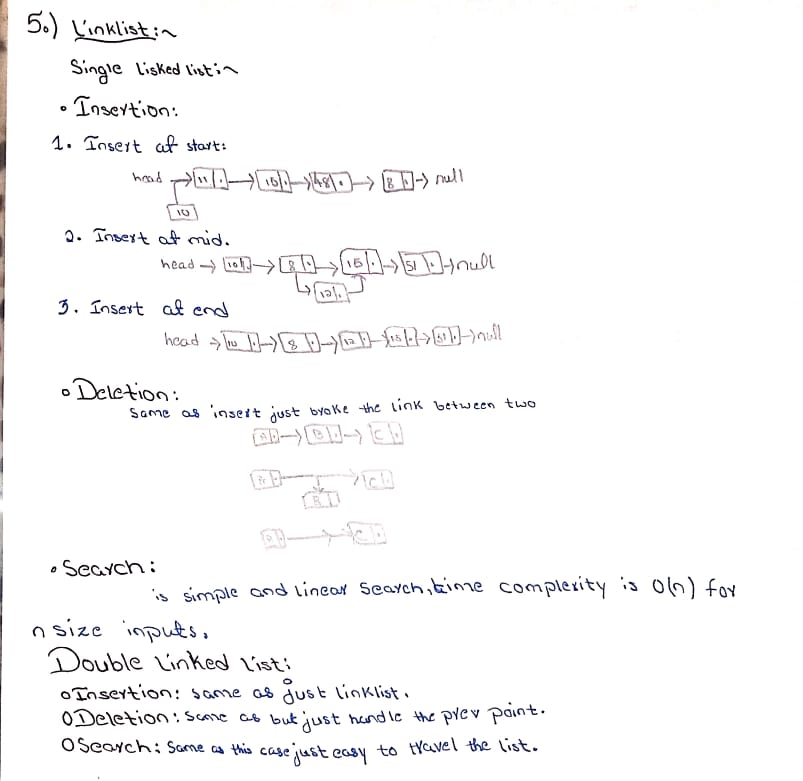 5.) Linklist:~
Single lisked list:~
• Insertion:
1. Insert at start:
head → 11 → 15 → 48 → 8 → null
10
2. Insert at mid.
head → 10 → 8 → 15 → 51 → null
12
3. Insert at end
head → 10 → 8 → 12 → 15 → 51 → null
o Deletion:
Same as insert just broke the link between two
A → B → C
A → C
B
A → C
• Search:
is simple and linear search, time complexity is O(n) for
n size inputs,
Double linked list:
o Insertion: same as just linklist.
o Deletion: same as but just handle the prev point.
o Search: Same as this case just easy to travel the list.